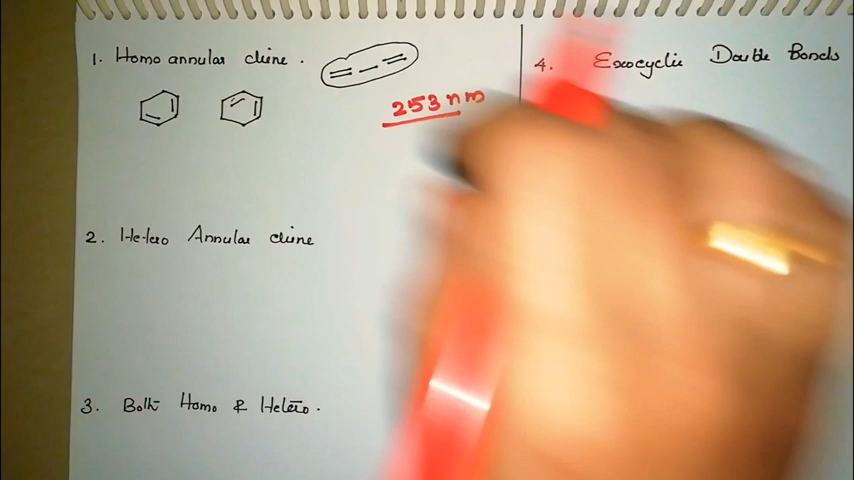 1. Homo annular diene.
253 nm
2. Hetero Annular diene
3. Both Homo & Hetero.
4. Exocyclic Double Bonds